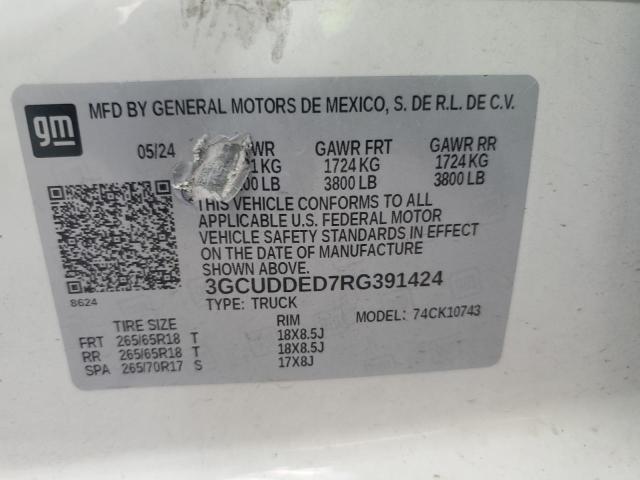 gm
MFD BY GENERAL MOTORS DE MEXICO, S. DE R.L. DE C.V.
05/24 GAWR FRT GAWR RR
KG 1724 KG 1724 KG
LB 3800 LB 3800 LB
THIS VEHICLE CONFORMS TO ALL
APPLICABLE U.S. FEDERAL MOTOR
VEHICLE SAFETY STANDARDS IN EFFECT
ON THE DATE OF MANUFACTURE
SHOWN ABOVE.
8624
3GCUDDED7RG391424
TYPE: TRUCK
MODEL: 74CK10743
TIRE SIZE RIM
FRT 265/65R18 T 18X8.5J
RR 265/65R18 T 18X8.5J
SPA 265/70R17 S 17X8J